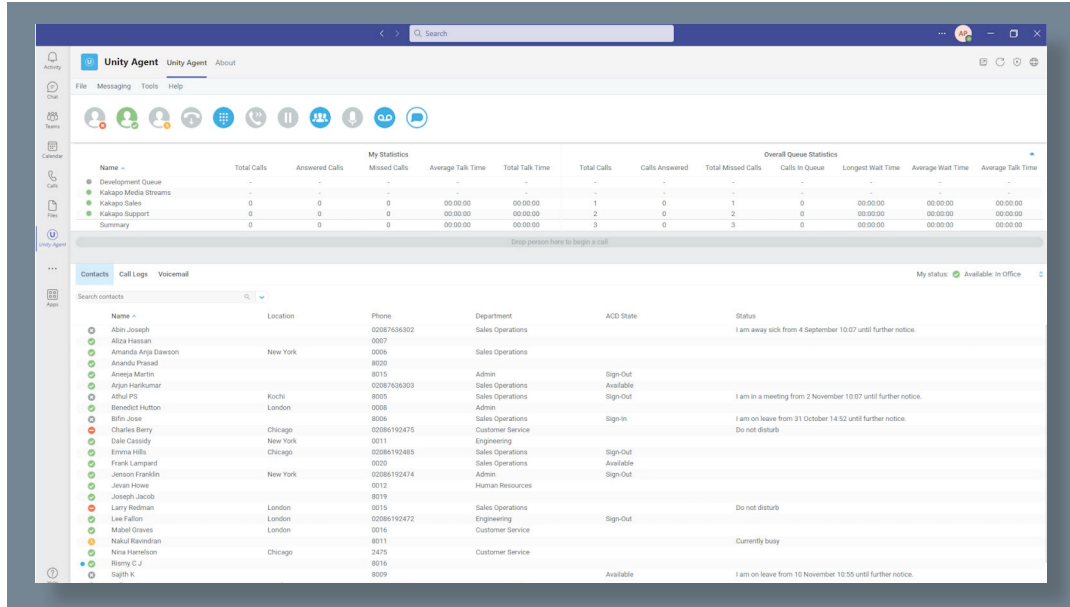 Search
AP
Activity
Chat
Teams
Calendar
Calls
Files
Unity Agent
Apps
Unity Agent Unity Agent About
File Messaging Tools Help
My Statistics Overall Queue Statistics
Name Total Calls Answered Calls Missed Calls Average Talk Time Total Talk Time Total Calls Calls Answered Total Missed Calls Calls In Queue Longest Wait Time Average Wait Time Average Talk Time
Development Queue - - - - - - - - - - - -
Kakapo Media Streams - - - - - - - - - - - -
Kakapo Sales 0 0 0 00:00:00 00:00:00 1 0 1 0 00:00:00 00:00:00 00:00:00
Kakapo Support 0 0 0 00:00:00 00:00:00 2 0 2 0 00:00:00 00:00:00 00:00:00
Summary 0 0 0 00:00:00 00:00:00 3 0 3 0 00:00:00 00:00:00 00:00:00
Drop person here to begin a call
Contacts Call Logs Voicemail My status: Available: In Office
Search contacts
Name Location Phone Department ACD State Status
Abin Joseph 02087636302 Sales Operations I am away sick from 4 September 10:07 until further notice.
Aliza Hassan 0007
Amanda Anja Dawson New York 0006 Sales Operations
Anandu Prasad 8020
Aneeja Martin 8015 Admin Sign-Out
Arjun Harikumar 02087636303 Sales Operations Available
Athul PS Kochi 8005 Sales Operations Sign-Out I am in a meeting from 2 November 10:07 until further notice.
Benedict Hutton London 0008 Admin
Bifin Jose 8006 Sales Operations Sign-In I am on leave from 31 October 14:52 until further notice.
Charles Berry Chicago 02086192475 Customer Service Do not disturb
Dale Cassidy New York 0011 Engineering
Emma Hills Chicago 02086192485 Sales Operations Sign-Out
Frank Lampard 0020 Sales Operations Available
Jenson Franklin New York 02086192474 Admin Sign-Out
Jevan Howe 0012 Human Resources
Joseph Jacob 8019
Larry Redman London 0015 Sales Operations Do not disturb
Lee Fallon London 02086192472 Engineering Sign-Out
Mabel Graves London 0016 Customer Service
Nakul Ravindran 8011 Currently busy
Nina Harrelson Chicago 2475 Customer Service
Rismy C J 8016
Sajith K 8009 Available I am on leave from 10 November 10:55 until further notice.